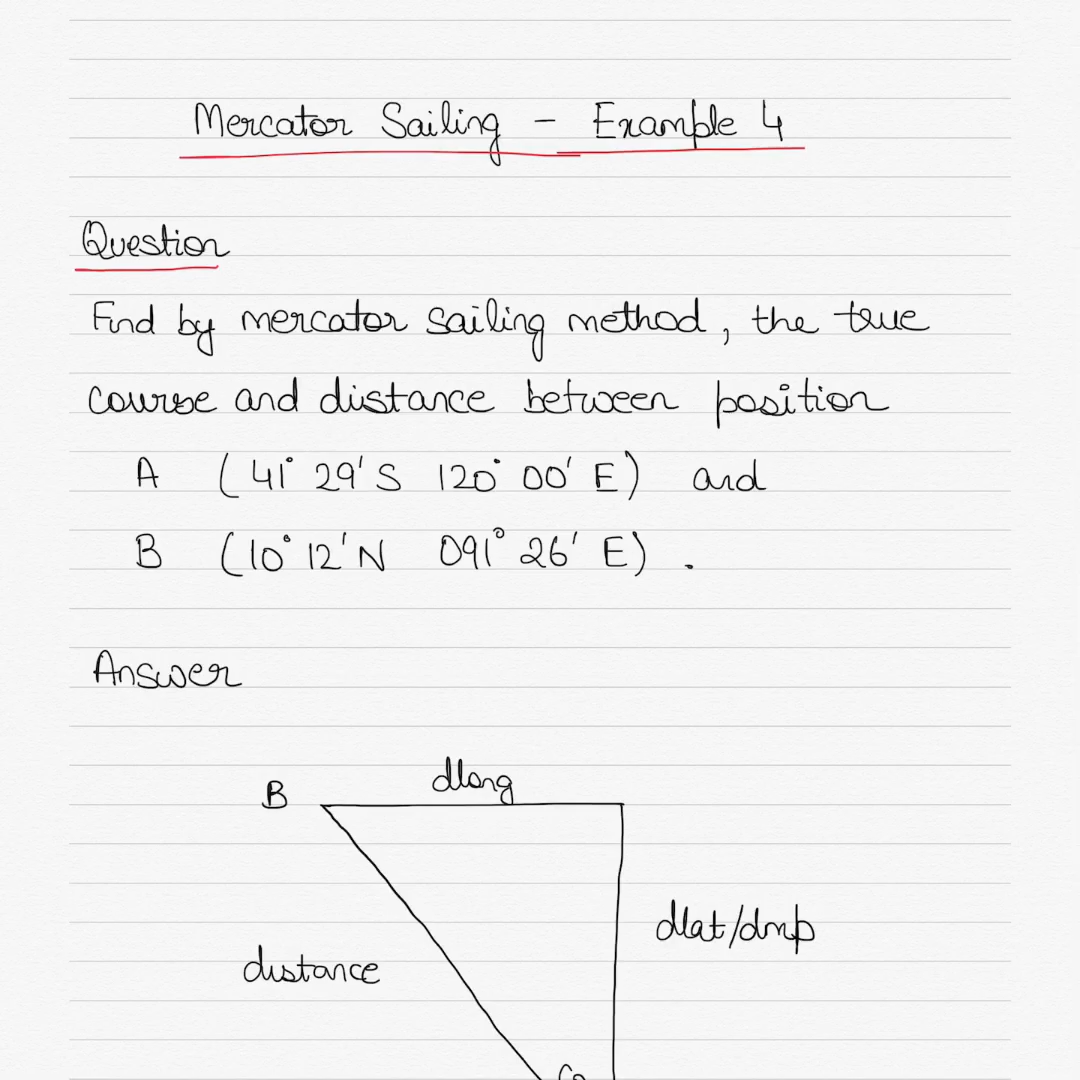 Mercator Sailing - Example 4
Question
Find by mercator sailing method, the true
course and distance between position
A (41° 29' S 120° 00' E) and
B (10° 12' N 091° 26' E).
Answer
dlong
B
dlat/dmp
distance
Co